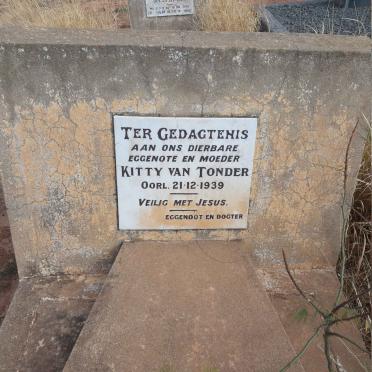 TER GEDAGTENIS
AAN ONS DIERBARE
EGGENOTE EN MOEDER
KITTY VAN TONDER
OORL. 21·12·1939
VEILIG MET JESUS.
EGGENOOT EN DOGTER